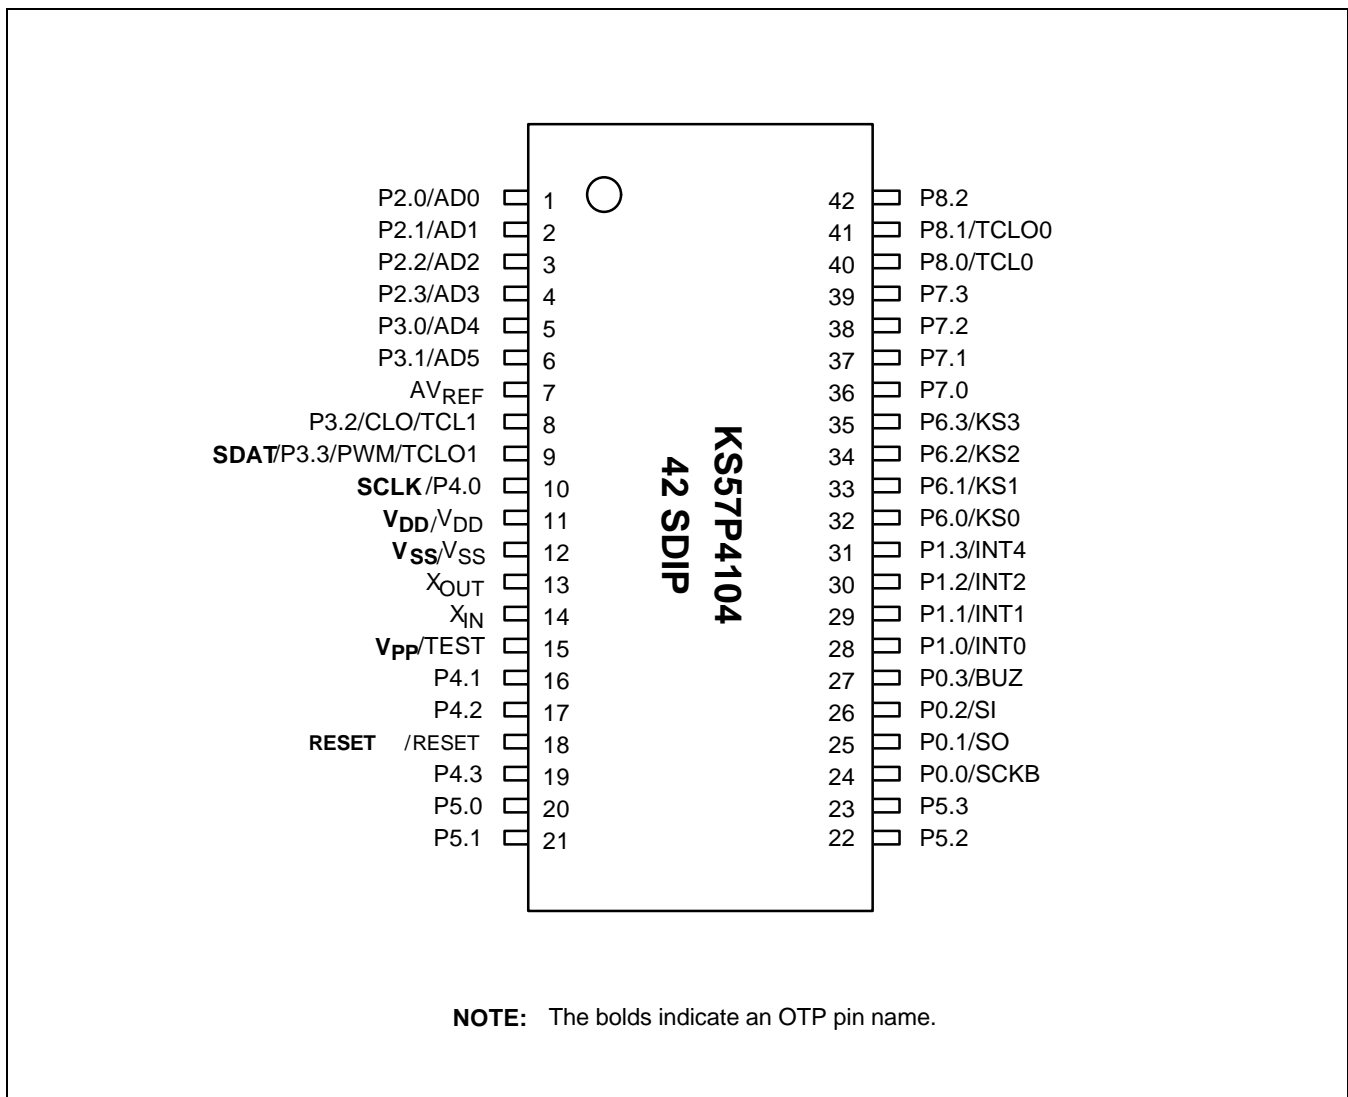 P2.0/AD0 1 42 P8.2
P2.1/AD1 2 41 P8.1/TCLO0
P2.2/AD2 3 40 P8.0/TCL0
P2.3/AD3 4 39 P7.3
P3.0/AD4 5 38 P7.2
P3.1/AD5 6 37 P7.1
AVREF 7 36 P7.0
P3.2/CLO/TCL1 8 35 P6.3/KS3
SDAT/P3.3/PWM/TCLO1 9 34 P6.2/KS2
SCLK/P4.0 10 33 P6.1/KS1
VDD/VDD 11 32 P6.0/KS0
VSS/VSS 12 31 P1.3/INT4
XOUT 13 30 P1.2/INT2
XIN 14 29 P1.1/INT1
VPP/TEST 15 28 P1.0/INT0
P4.1 16 27 P0.3/BUZ
P4.2 17 26 P0.2/SI
RESET /RESET 18 25 P0.1/SO
P4.3 19 24 P0.0/SCKB
P5.0 20 23 P5.3
P5.1 21 22 P5.2
KS57P4104
42 SDIP
NOTE: The bolds indicate an OTP pin name.